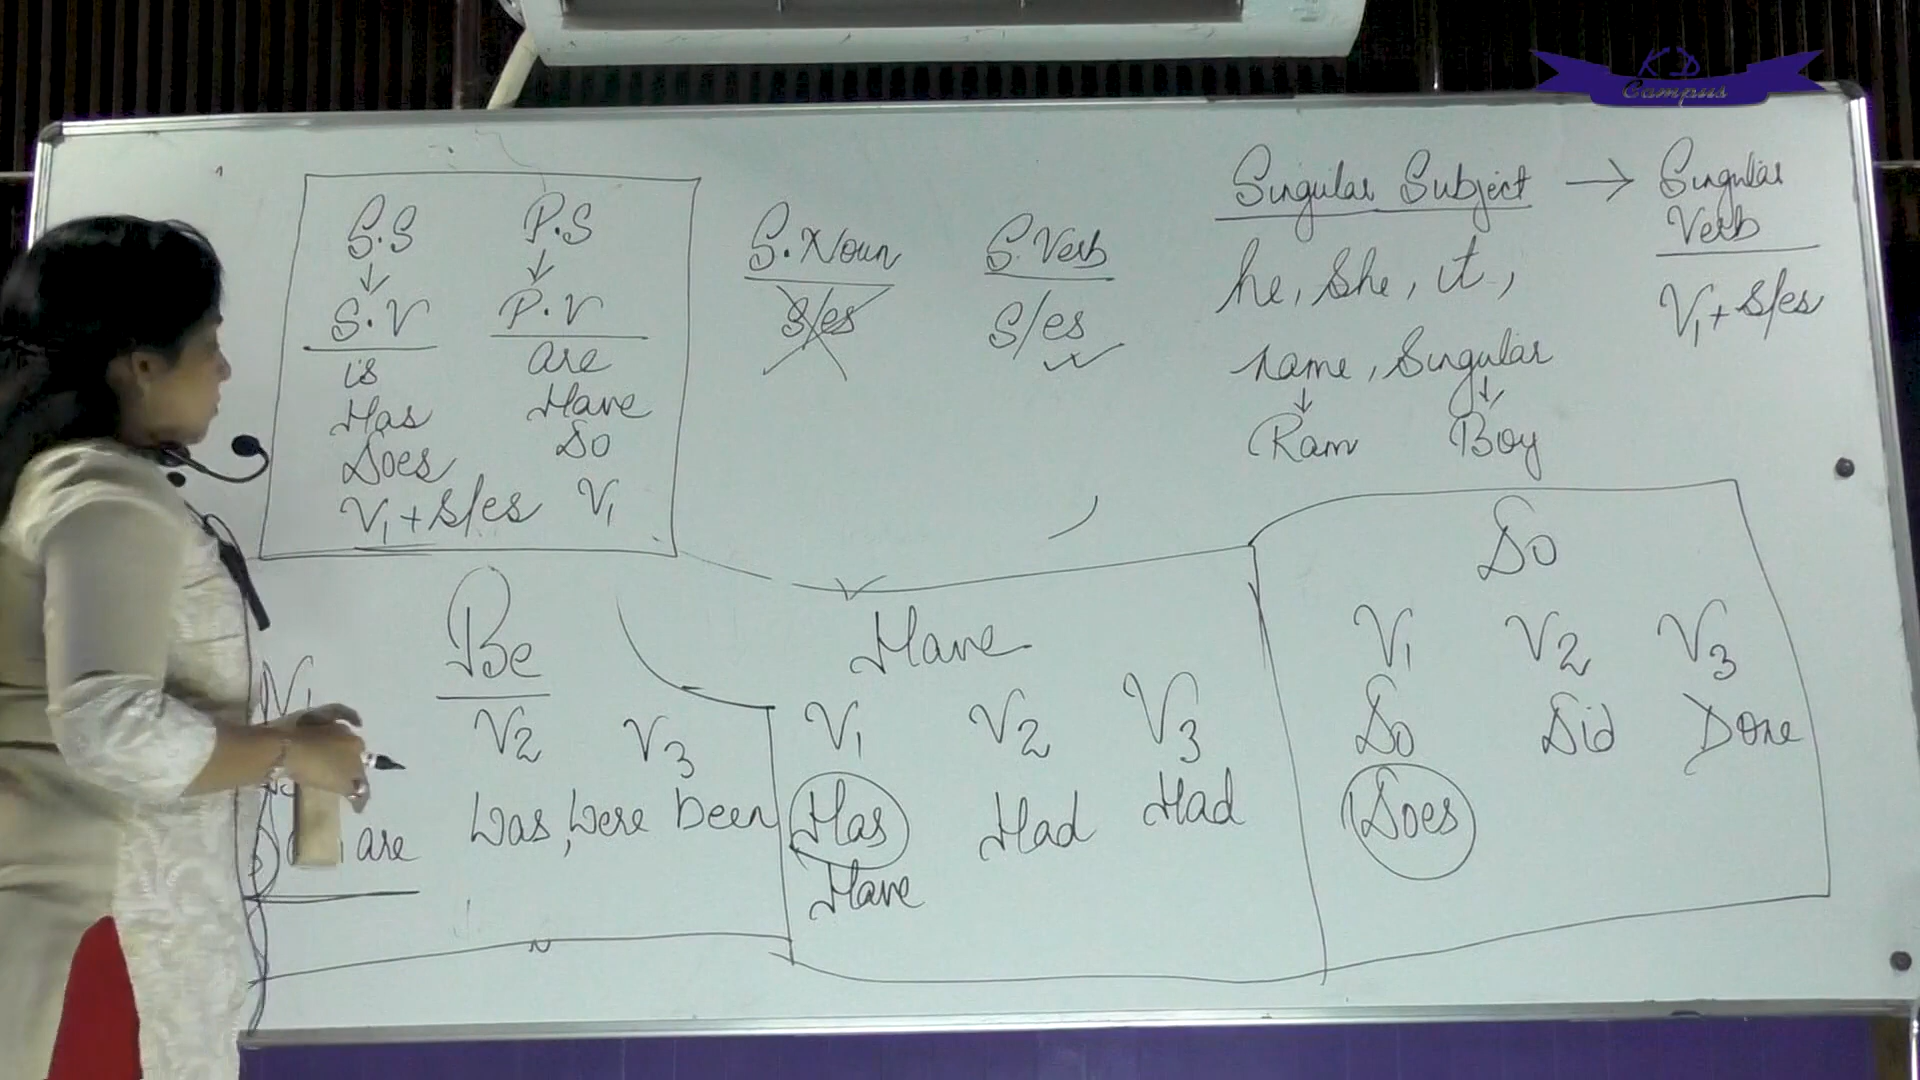 KD
Campus
S.S P.S
↓ ↓
S.V P.V
is are
Has Have
Does Do
V₁+s/es V₁
S.Noun S.Verb
s/es S/es
Singular Subject → Singular
Verb
he, she, it, V₁+s/es
name, Singular
↓ ↓
Ram Boy
Be
V₁ V₂ V₃
are was, were been
Have
V₁ V₂ V₃
Has Had Had
Have
Do
V₁ V₂ V₃
Do Did Done
Does